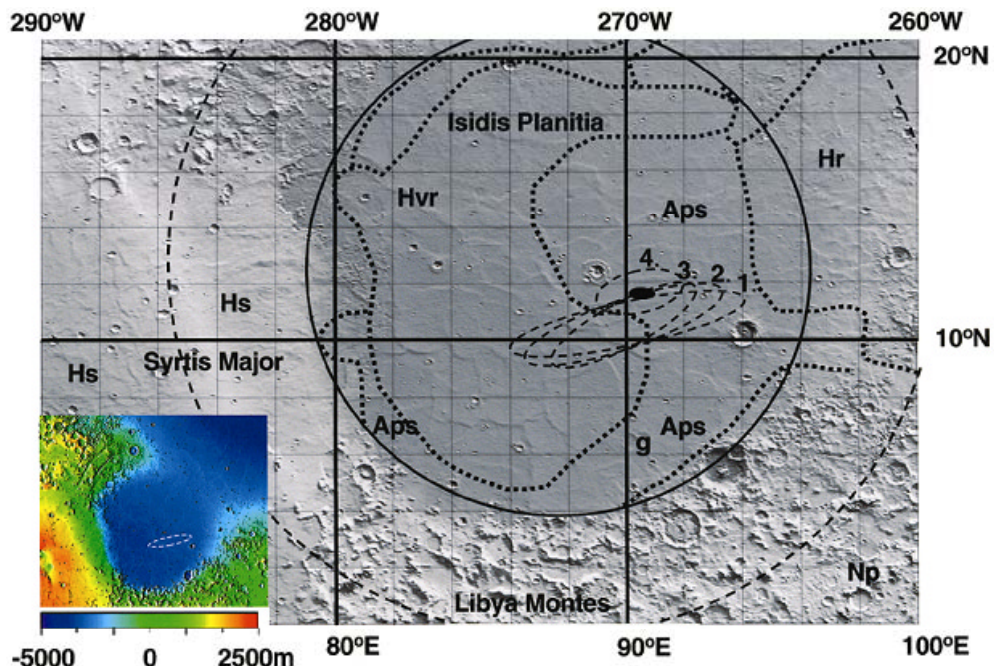 290°W 280°W 270°W 260°W
20°N
Isidis Planitia
Hr
Hvr
Aps
4 3 2 1
Hs
10°N
Syrtis Major
Hs
Aps
g Aps
Np
Libya Montes
80°E 90°E 100°E
-5000 0 2500m